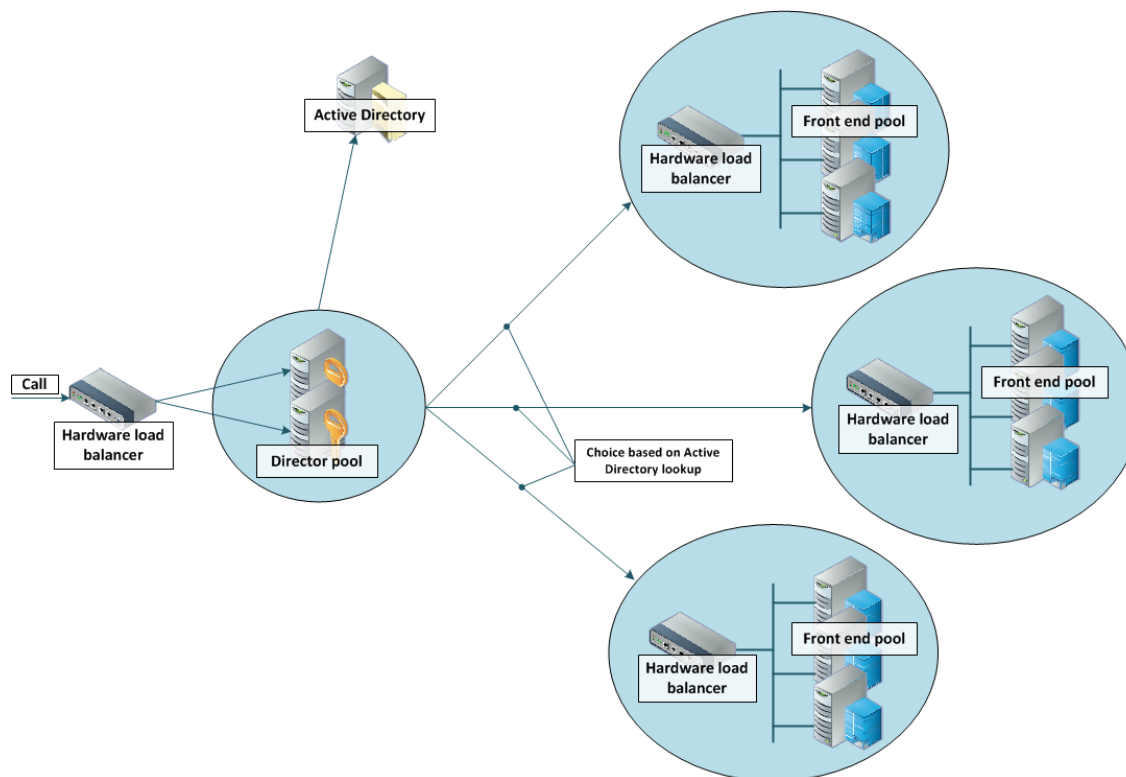 Active Directory
Front end pool
Hardware load
balancer
Call
Hardware load
balancer
Director pool
Choice based on Active
Directory lookup
Front end pool
Hardware load
balancer
Front end pool
Hardware load
balancer